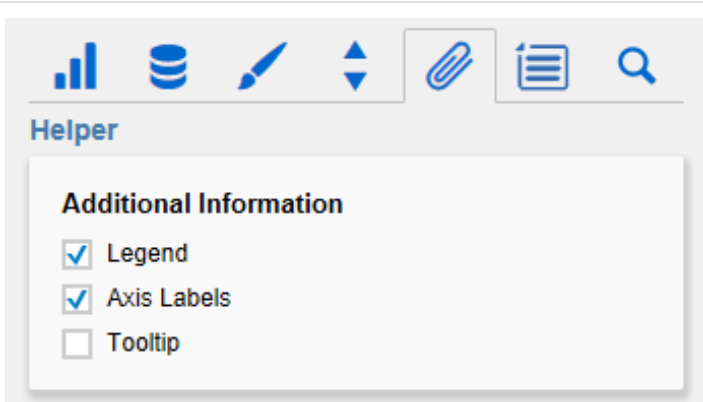 Helper
Additional Information
Legend
Axis Labels
Tooltip